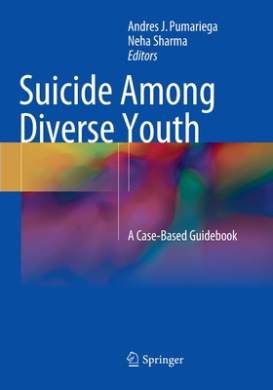 Andres J. Pumariega
Neha Sharma
Editors
Suicide Among
Diverse Youth
A Case-Based Guidebook
Springer